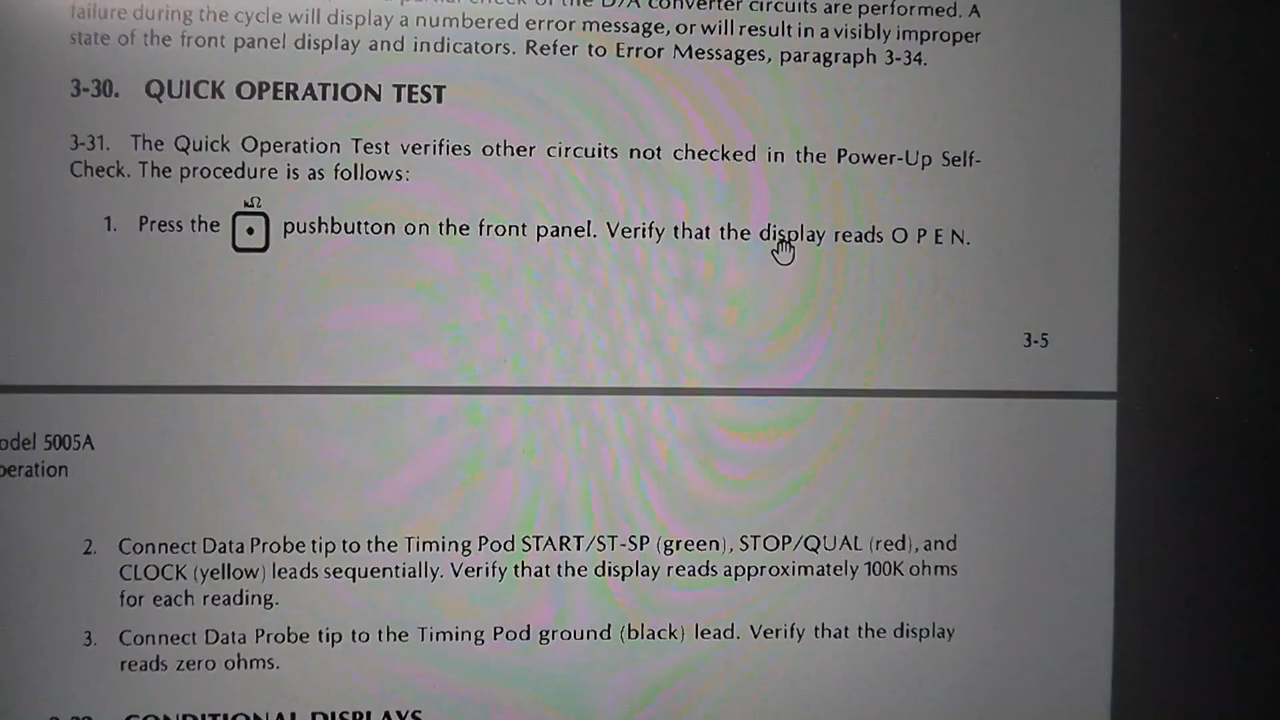 converter circuits are performed. A
failure during the cycle will display a numbered error message, or will result in a visibly improper
state of the front panel display and indicators. Refer to Error Messages, paragraph 3-34.
3-30. QUICK OPERATION TEST
3-31. The Quick Operation Test verifies other circuits not checked in the Power-Up Self-
Check. The procedure is as follows:
kΩ
1. Press the pushbutton on the front panel. Verify that the display reads O P E N.
3-5
odel 5005A
peration
2. Connect Data Probe tip to the Timing Pod START/ST-SP (green), STOP/QUAL (red), and
CLOCK (yellow) leads sequentially. Verify that the display reads approximately 100K ohms
for each reading.
3. Connect Data Probe tip to the Timing Pod ground (black) lead. Verify that the display
reads zero ohms.
CONDITIONAL DISPLAYS